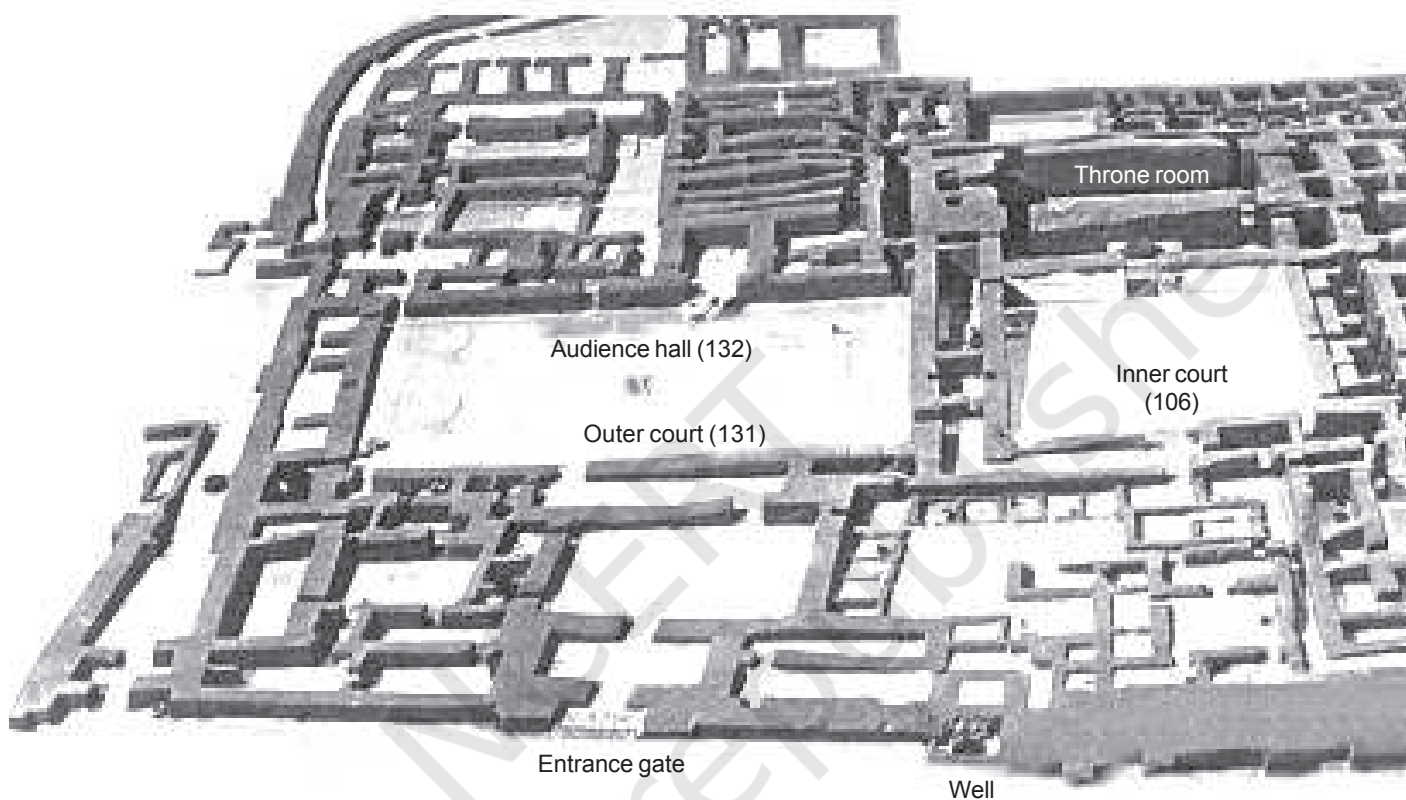 Throne room
Audience hall (132)
Inner court
(106)
Outer court (131)
Entrance gate
Well